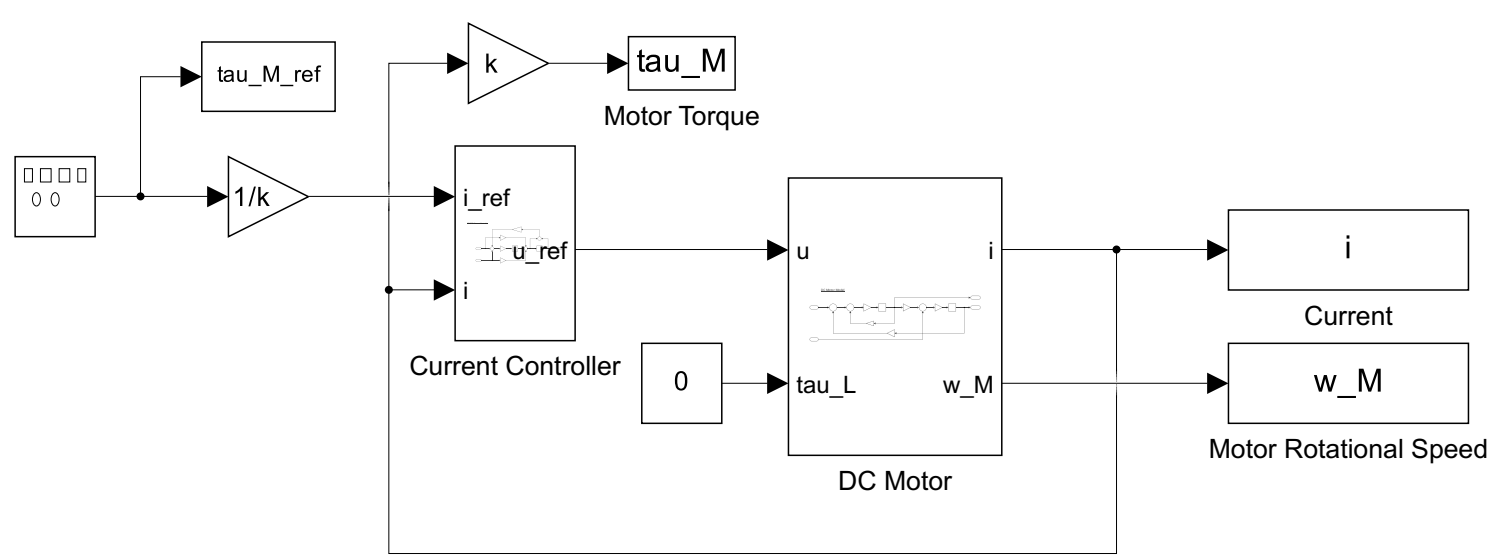 tau_M_ref
k
tau_M
Motor Torque
1/k
i_ref
u_ref
i
Current Controller
0
u
i
tau_L
w_M
DC Motor
i
Current
w_M
Motor Rotational Speed